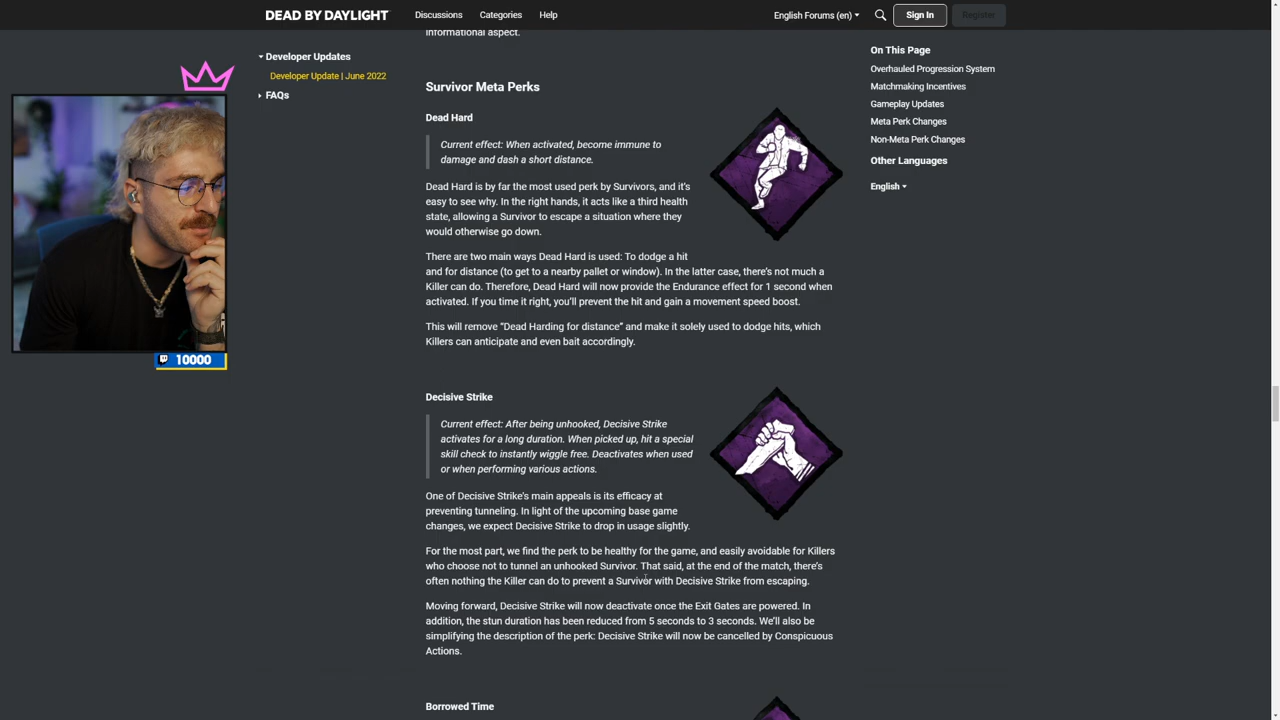 DEAD BY DAYLIGHT
Discussions
Categories
Help
English Forums (en)
Sign In
Register
informational aspect.
Developer Updates
Developer Update | June 2022
FAQs
10000
Survivor Meta Perks
Dead Hard
Current effect: When activated, become immune to
damage and dash a short distance.
Dead Hard is by far the most used perk by Survivors, and it's
easy to see why. In the right hands, it acts like a third health
state, allowing a Survivor to escape a situation where they
would otherwise go down.
There are two main ways Dead Hard is used: To dodge a hit
and for distance (to get to a nearby pallet or window). In the latter case, there's not much a
Killer can do. Therefore, Dead Hard will now provide the Endurance effect for 1 second when
activated. If you time it right, you'll prevent the hit and gain a movement speed boost.
This will remove “Dead Harding for distance” and make it solely used to dodge hits, which
Killers can anticipate and even bait accordingly.
Decisive Strike
Current effect: After being unhooked, Decisive Strike
activates for a long duration. When picked up, hit a special
skill check to instantly wiggle free. Deactivates when used
or when performing various actions.
One of Decisive Strike's main appeals is its efficacy at
preventing tunneling. In light of the upcoming base game
changes, we expect Decisive Strike to drop in usage slightly.
For the most part, we find the perk to be healthy for the game, and easily avoidable for Killers
who choose not to tunnel an unhooked Survivor. That said, at the end of the match, there's
often nothing the Killer can do to prevent a Survivor with Decisive Strike from escaping.
Moving forward, Decisive Strike will now deactivate once the Exit Gates are powered. In
addition, the stun duration has been reduced from 5 seconds to 3 seconds. We'll also be
simplifying the description of the perk: Decisive Strike will now be cancelled by Conspicuous
Actions.
Borrowed Time
On This Page
Overhauled Progression System
Matchmaking Incentives
Gameplay Updates
Meta Perk Changes
Non-Meta Perk Changes
Other Languages
English